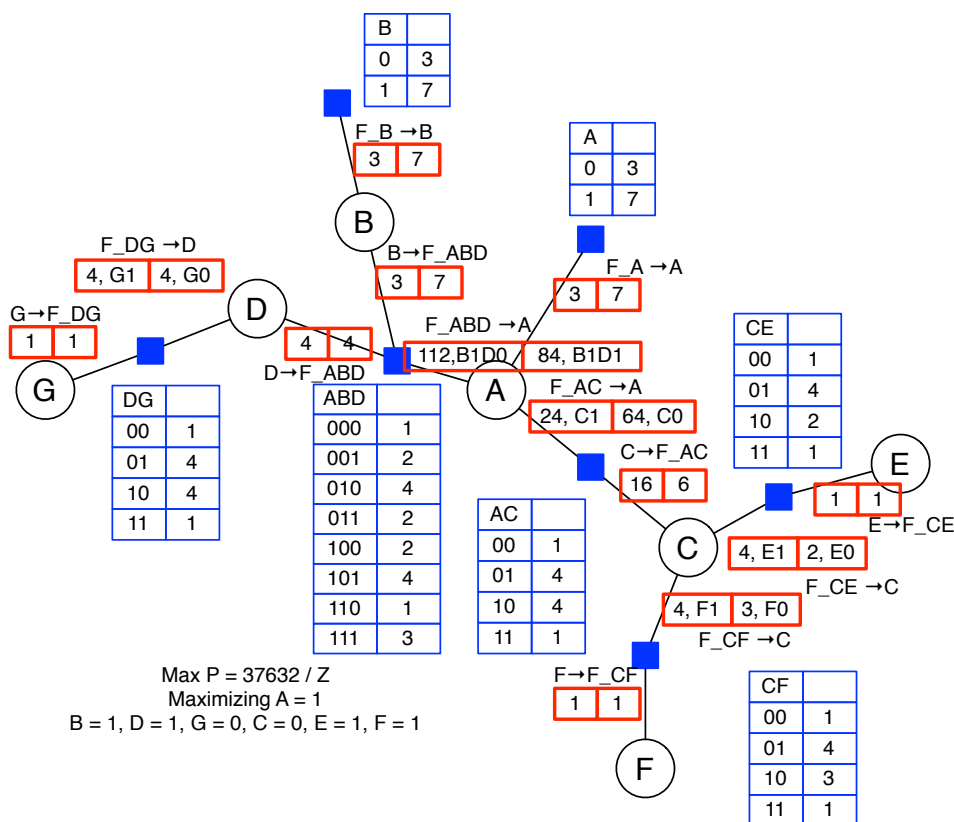 B
0 3
1 7
F_B →B
3 7
A
0 3
1 7
B
B→F_ABD
3 7
F_A →A
3 7
F_DG →D
4, G1 4, G0
D
G→F_DG
1 1
G
4 4
D→F_ABD
F_ABD →A
112,B1D0 84, B1D1
A
F_AC →A
24, C1 64, C0
C→F_AC
16 6
CE
00 1
01 4
10 2
11 1
DG
00 1
01 4
10 4
11 1
ABD
000 1
001 2
010 4
011 2
100 2
101 4
110 1
111 3
AC
00 1
01 4
10 4
11 1
E
1 1
E→F_CE
C
4, E1 2, E0
F_CE →C
4, F1 3, F0
F_CF →C
F→F_CF
1 1
F
CF
00 1
01 4
10 3
11 1
Max P = 37632 / Z
Maximizing A = 1
B = 1, D = 1, G = 0, C = 0, E = 1, F = 1